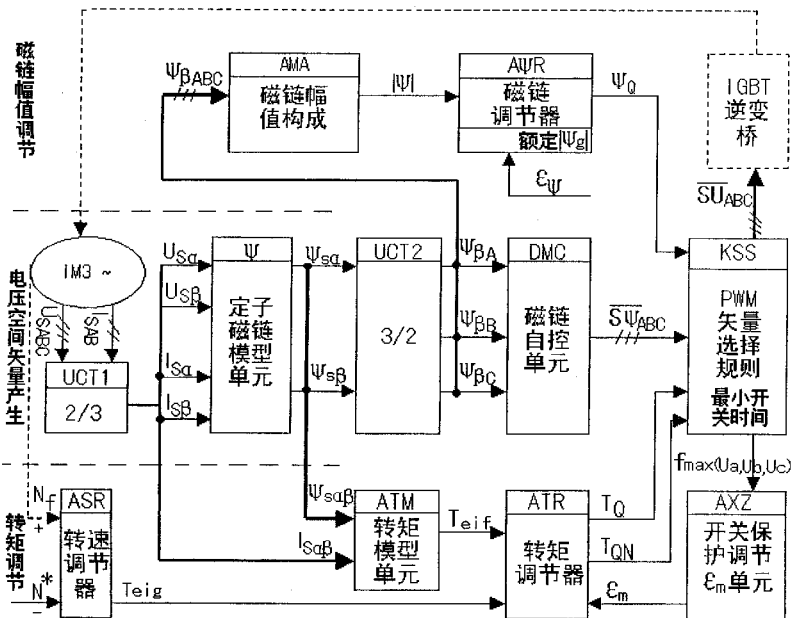 磁链幅值调节
Ψβ ABC
AMA
磁链幅
值构成
|Ψ|
AΨR
磁链
调节器
额定|Ψg|
εΨ
ΨQ
IGBT
逆变
桥
SU ABC
电压空间矢量产生
IM3 ~
USABC
ISAB
UCT1
2/3
USα
USβ
ISα
ISβ
Ψ
定子
磁链
模型
单元
Ψsα
Ψsβ
UCT2
3/2
ΨβA
ΨβB
ΨβC
DMC
磁链
自控
单元
SΨABC
KSS
PWM
矢量
选择
规则
最小开
关时间
fmax(Ua,Ub,Uc)
转矩调节
Nf
+
N*
-
ASR
转速
调节
器
Teig
Ψsαβ
ISαβ
ATM
转矩
模型
单元
Teif
ATR
转矩
调节器
TQ
TQN
εm
AXZ
开关保
护调节
εm单元